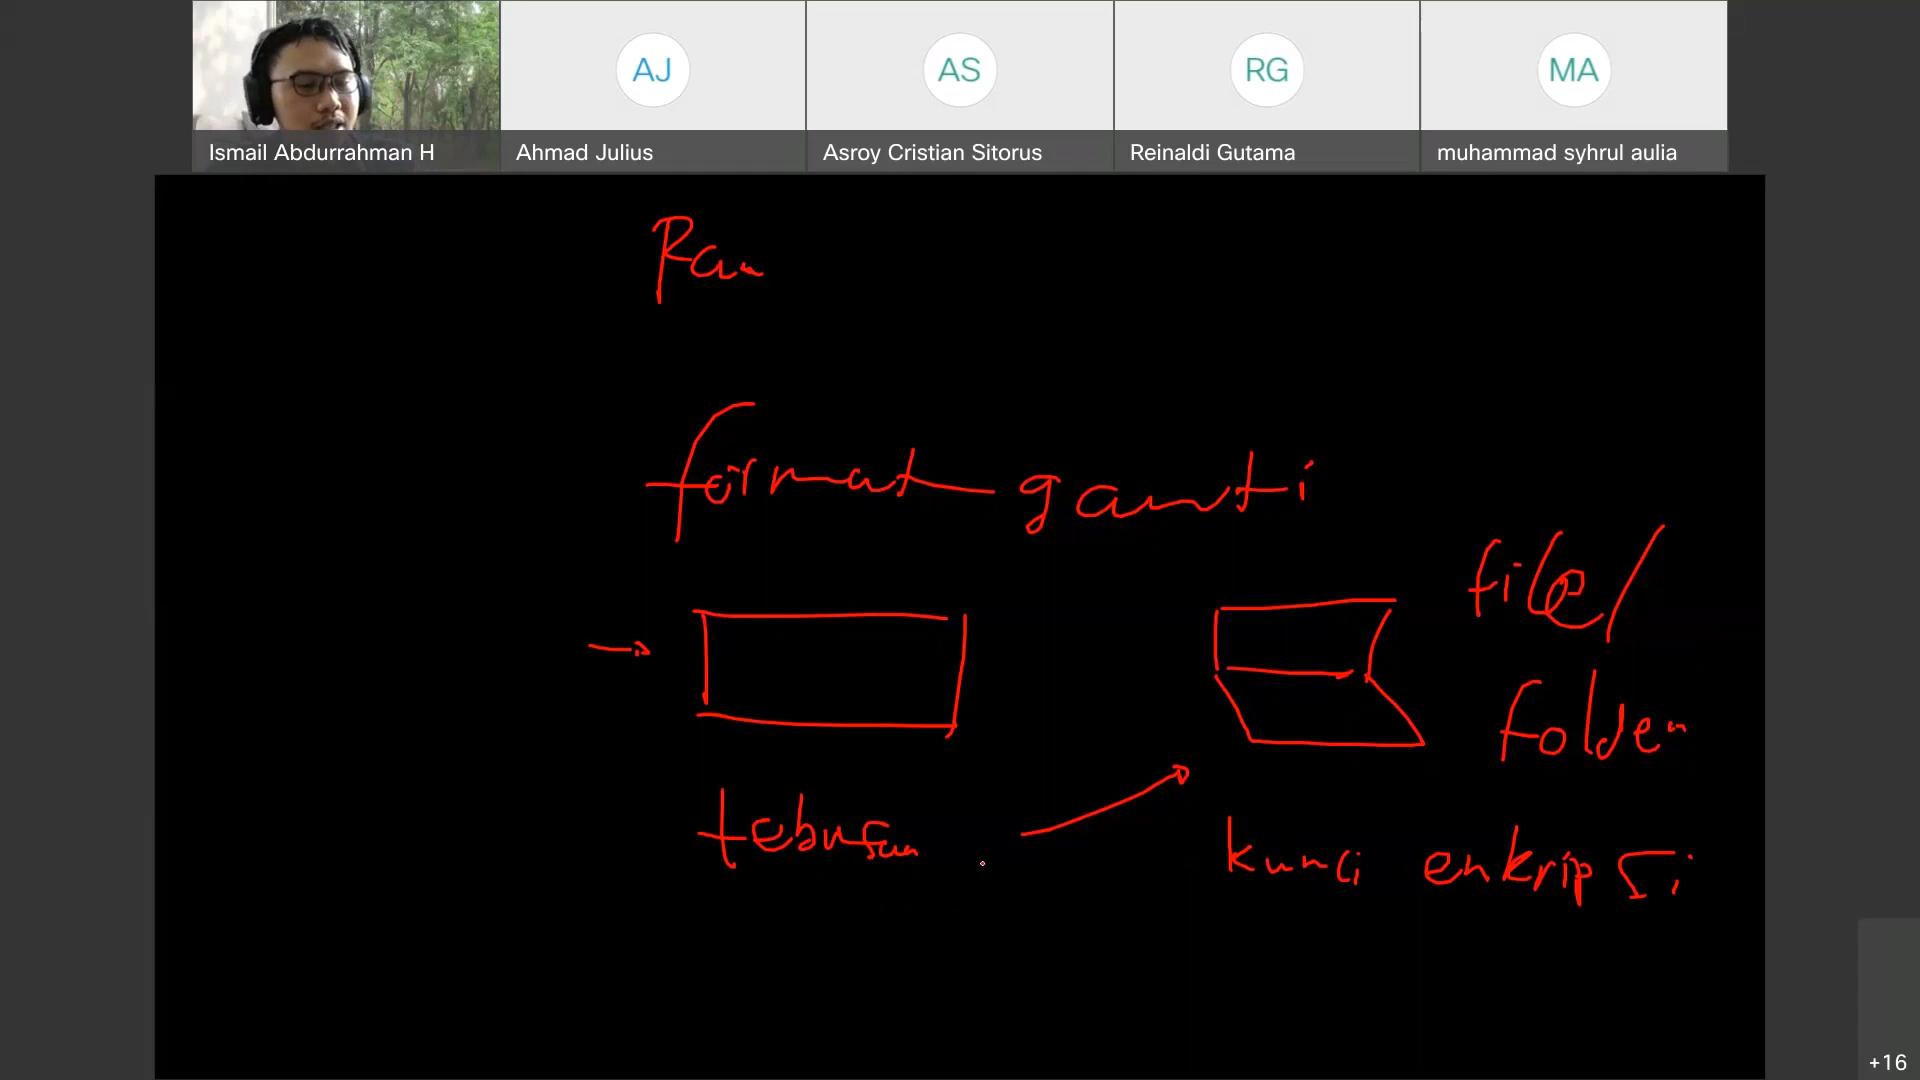 AJ
AS
RG
MA
Ismail Abdurrahman H
Ahmad Julius
Asroy Cristian Sitorus
Reinaldi Gutama
muhammad syhrul aulia
Ran
format ganti
file/
folder
tebusan
kunci enkripsi
+16